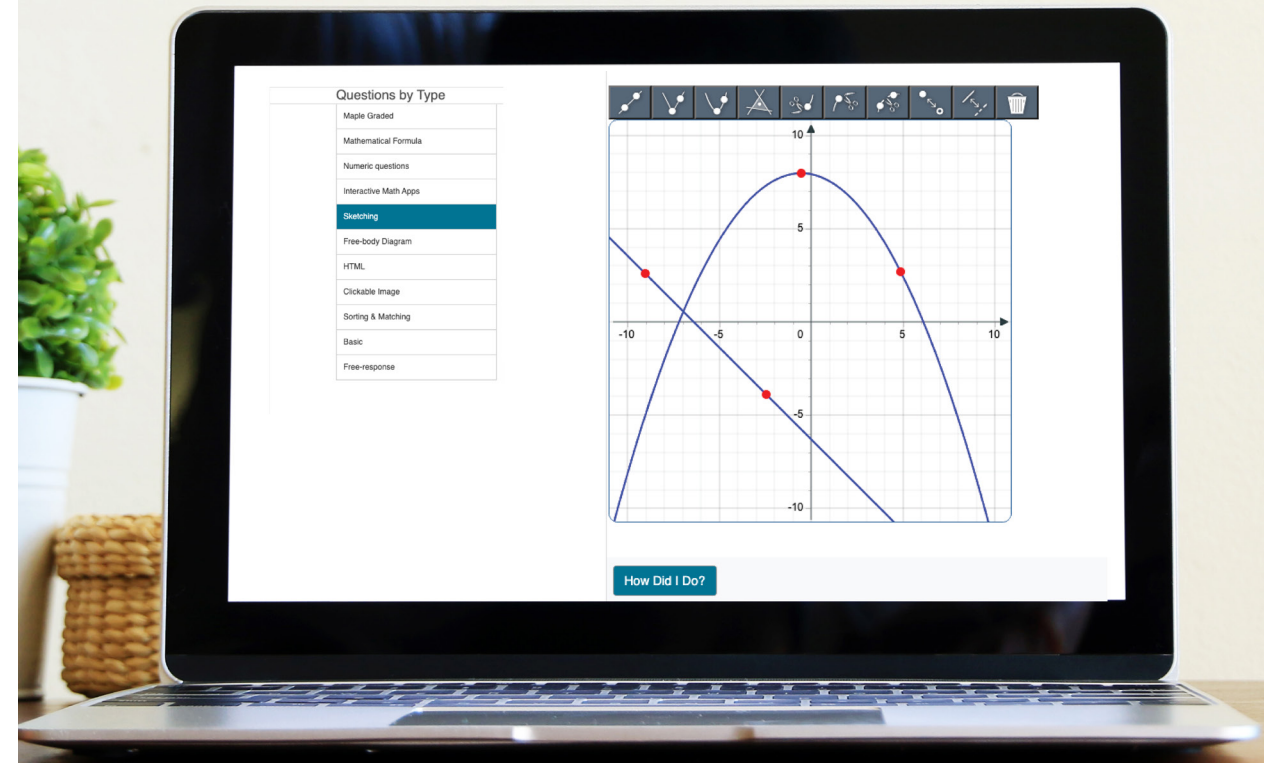 Questions by Type
Maple Graded
Mathematical Formula
Numeric questions
Interactive Math Apps
Sketching
Free-body Diagram
HTML
Clickable Image
Sorting & Matching
Basic
Free-response
10
5
-10
-5
0
5
10
-5
-10
How Did I Do?